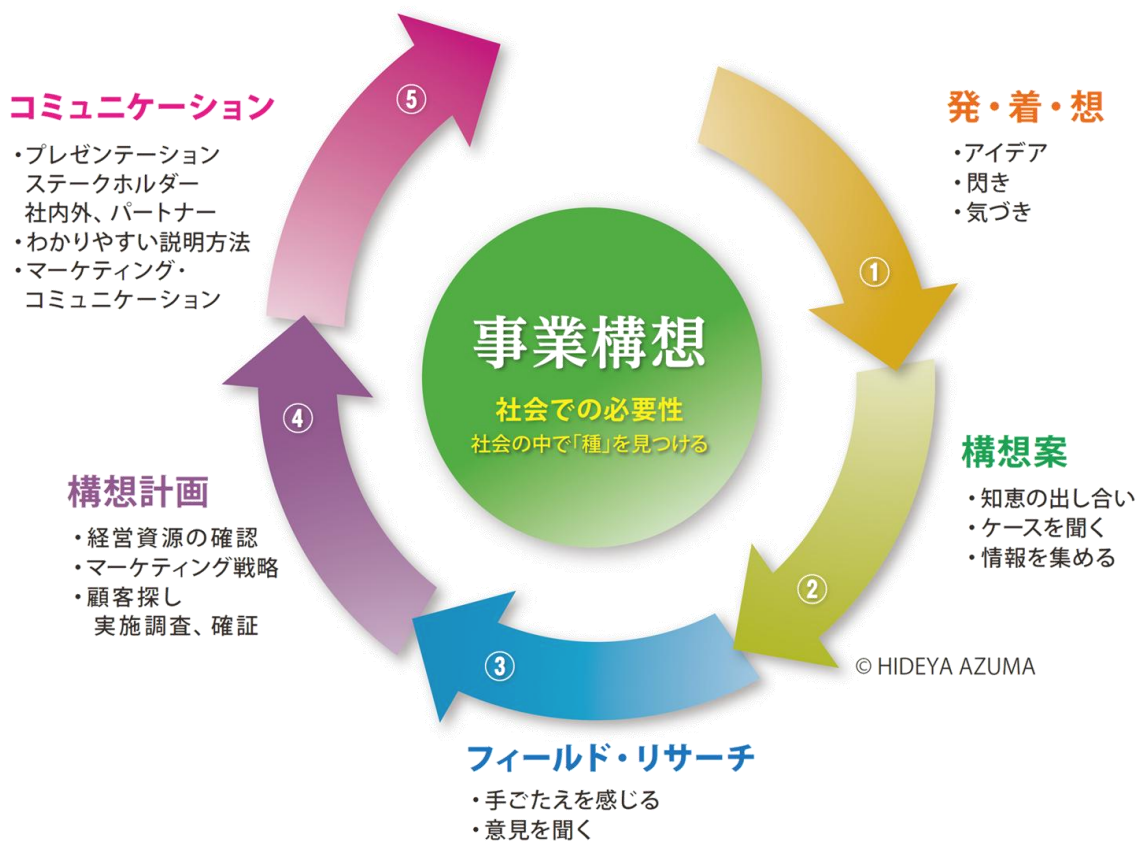 事業構想
社会での必要性
社会の中で「種」を見つける
①
発・着・想
・アイデア
・閃き
・気づき
②
構想案
・知恵の出し合い
・ケースを聞く
・情報を集める
③
フィールド・リサーチ
・手ごたえを感じる
・意見を聞く
④
構想計画
・経営資源の確認
・マーケティング戦略
・顧客探し
実施調査、確証
⑤
コミュニケーション
・プレゼンテーション
ステークホルダー
社内外、パートナー
・わかりやすい説明方法
・マーケティング・
コミュニケーション
© HIDEYA AZUMA